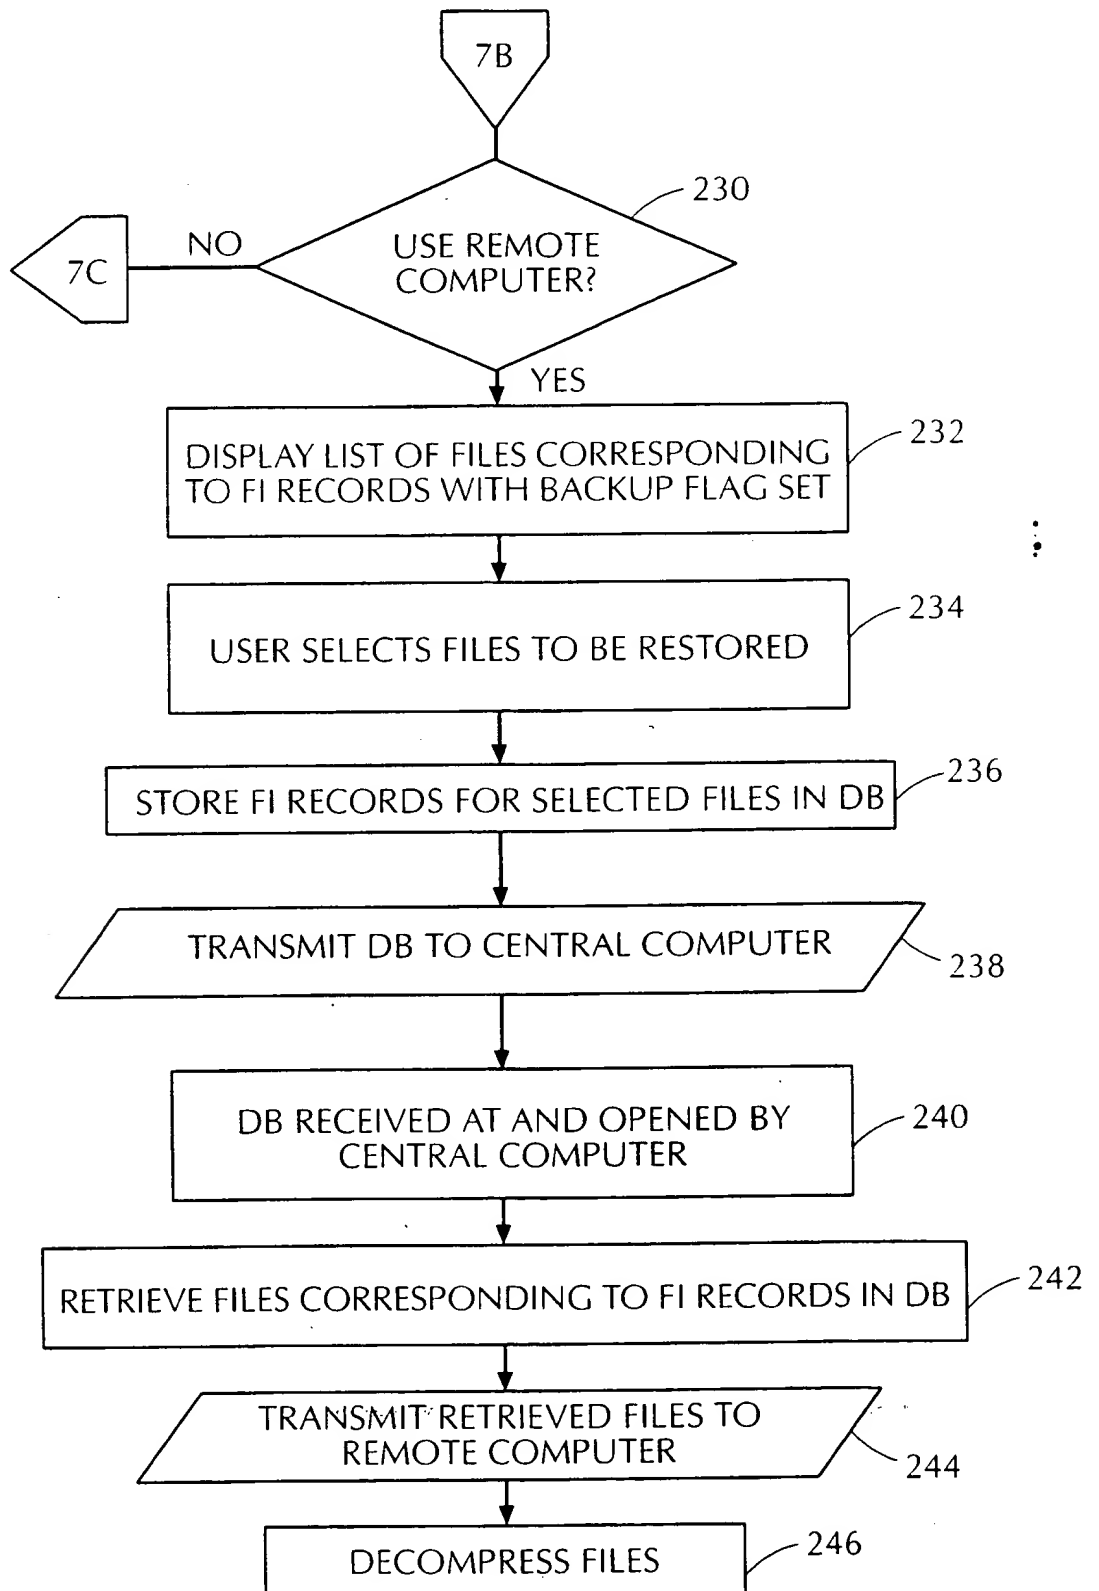 7B
230
USE REMOTE
COMPUTER?
NO
7C
YES
232
DISPLAY LIST OF FILES CORRESPONDING
TO FI RECORDS WITH BACKUP FLAG SET
234
USER SELECTS FILES TO BE RESTORED
236
STORE FI RECORDS FOR SELECTED FILES IN DB
TRANSMIT DB TO CENTRAL COMPUTER
238
DB RECEIVED AT AND OPENED BY
CENTRAL COMPUTER
240
RETRIEVE FILES CORRESPONDING TO FI RECORDS IN DB
242
TRANSMIT RETRIEVED FILES TO
REMOTE COMPUTER
244
DECOMPRESS FILES
246